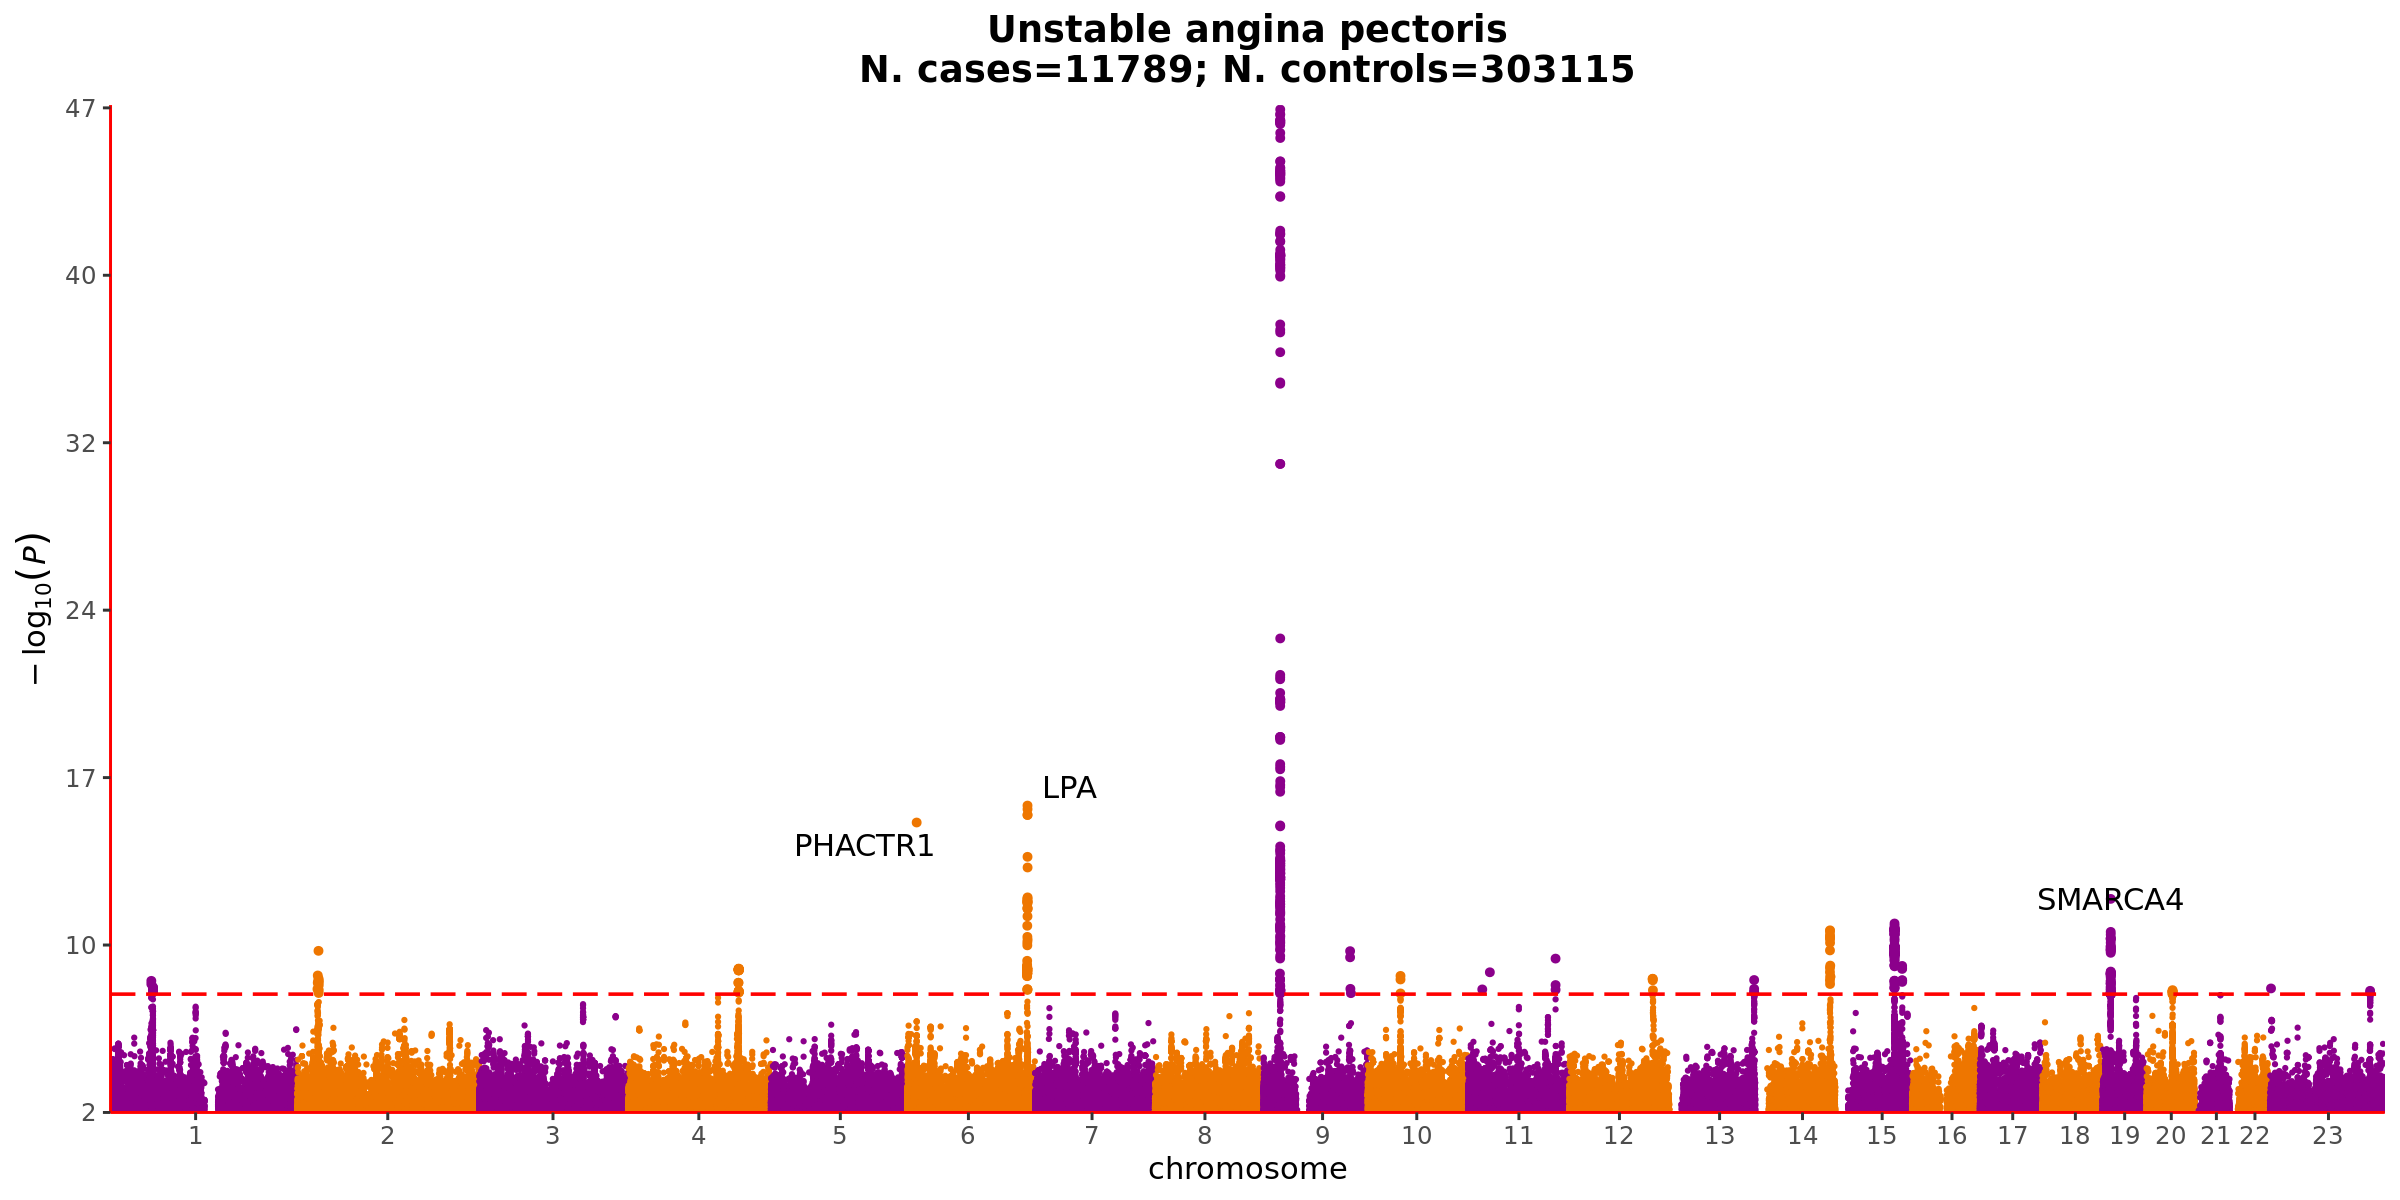 Unstable angina pectoris
N. cases=11789; N. controls=303115
47
40
32
24
17
10
2
−log10(P)
LPA
PHACTR1
SMARCA4
1 2 3 4 5 6 7 8 9 10 11 12 13 14 15 16 17 18 19 20 21 22 23
chromosome